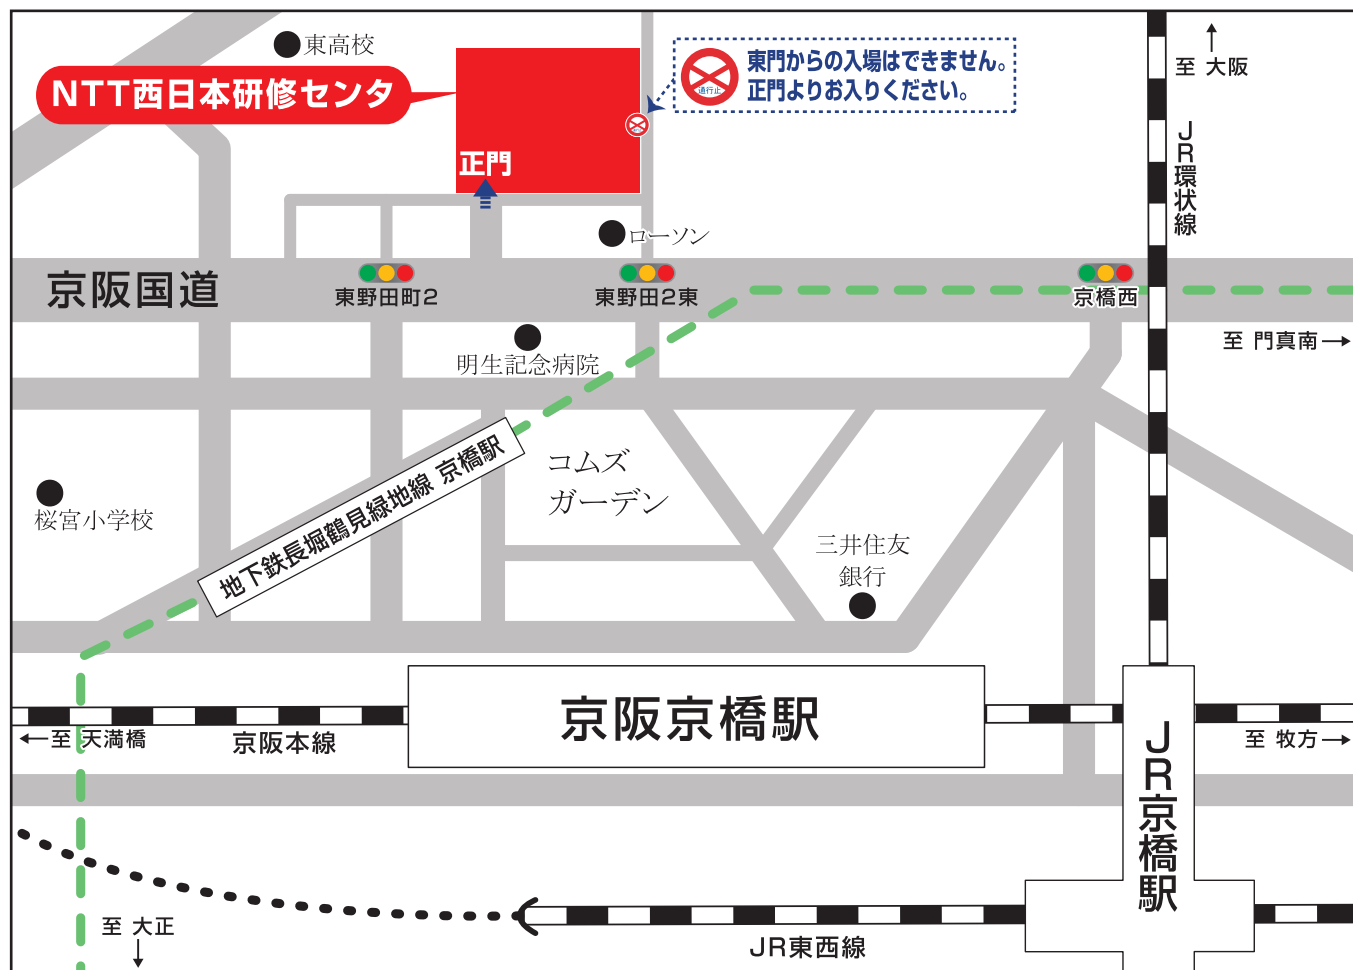 東高校
NTT西日本研修センタ
正門
東門からの入場はできません。
正門よりお入りください。
通行止
至 大阪
JR環状線
ローソン
京阪国道
東野田町2
東野田2東
京橋西
至 門真南
明生記念病院
地下鉄長堀鶴見緑地線 京橋駅
コムズ
ガーデン
桜宮小学校
三井住友
銀行
京阪京橋駅
至 天満橋
京阪本線
至 牧方
JR京橋駅
至 大正
JR東西線